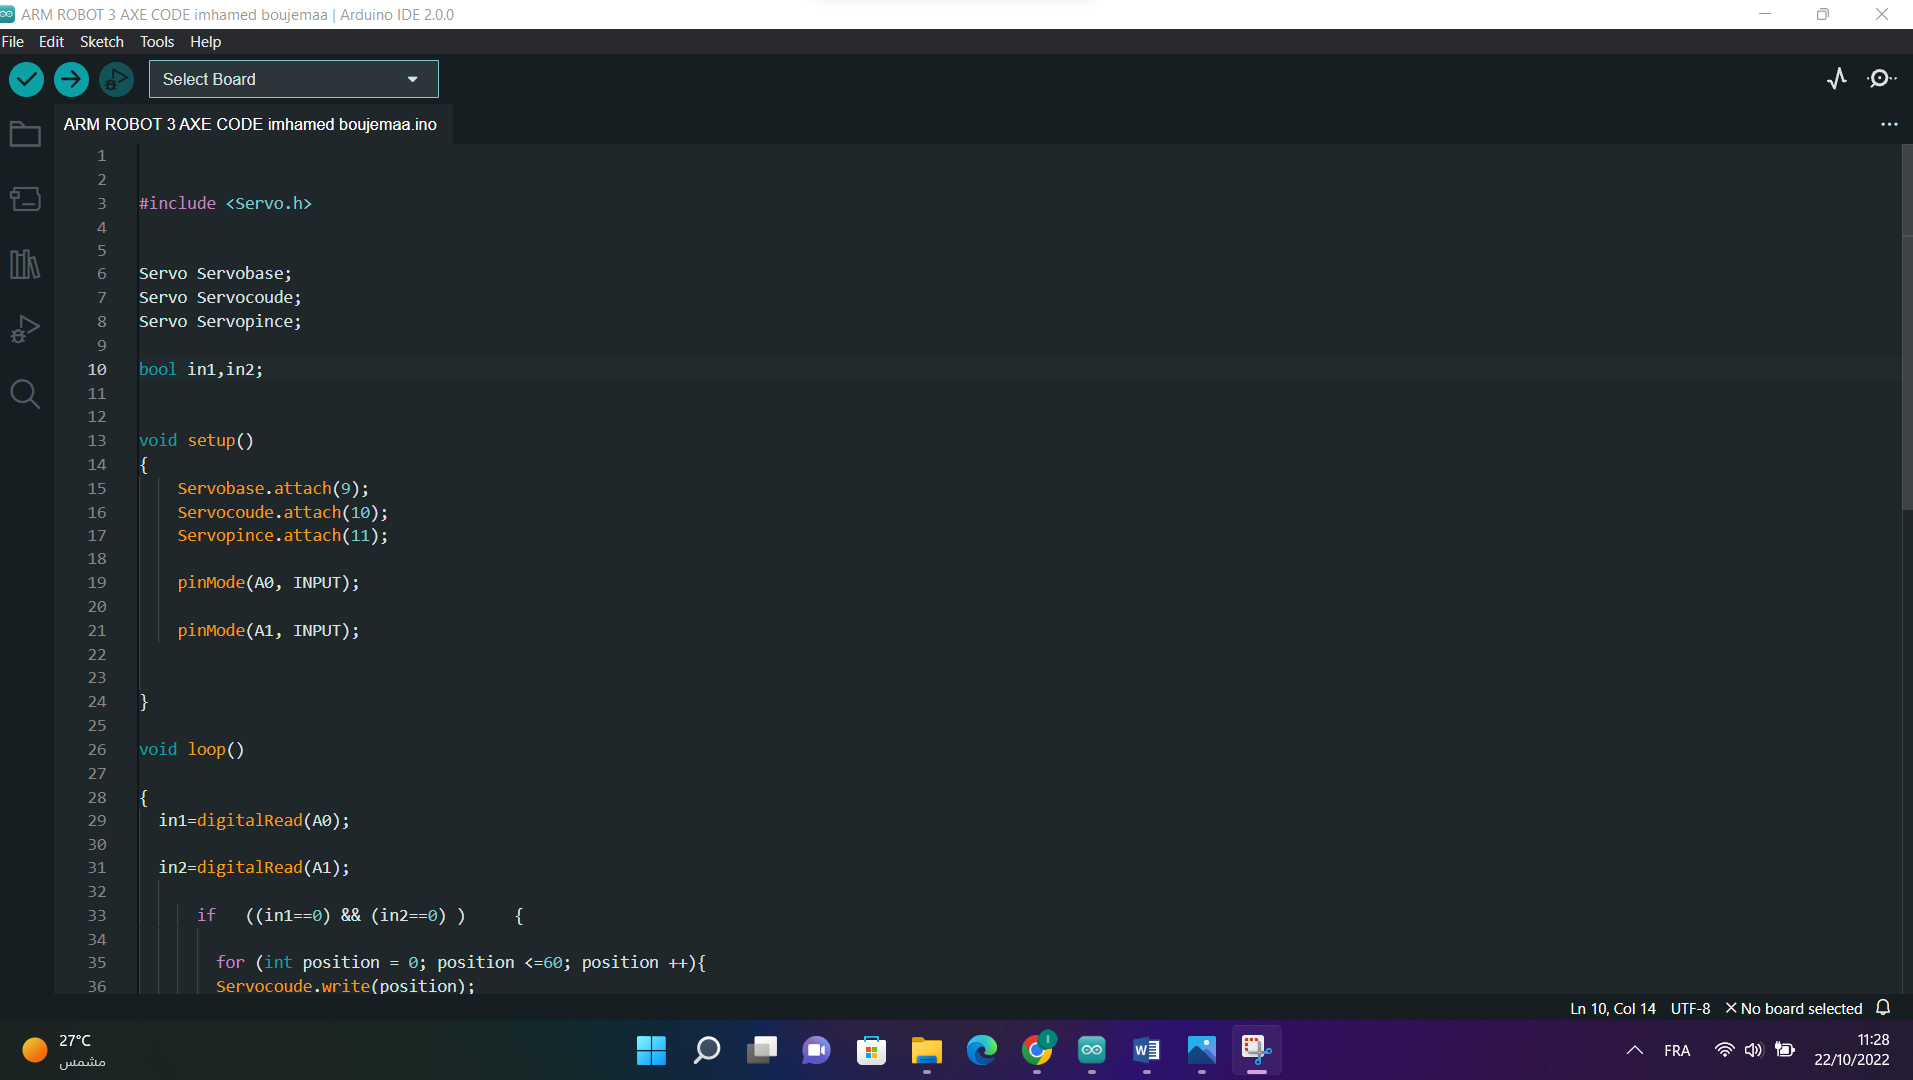 ARM ROBOT 3 AXE CODE imhamed boujemaa | Arduino IDE 2.0.0
File Edit Sketch Tools Help
Select Board
ARM ROBOT 3 AXE CODE imhamed boujemaa.ino
1
2
3 #include <Servo.h>
4
5
6 Servo Servobase;
7 Servo Servocoude;
8 Servo Servopince;
9
10 bool in1,in2;
11
12
13 void setup()
14 {
15 Servobase.attach(9);
16 Servocoude.attach(10);
17 Servopince.attach(11);
18
19 pinMode(A0, INPUT);
20
21 pinMode(A1, INPUT);
22
23
24 }
25
26 void loop()
27
28 {
29 in1=digitalRead(A0);
30
31 in2=digitalRead(A1);
32
33 if ((in1==0) && (in2==0) ) {
34
35 for (int position = 0; position <=60; position ++){
36 Servocoude.write(position);
Ln 10, Col 14 UTF-8 No board selected
27°C
مشمس
FRA
11:28
22/10/2022